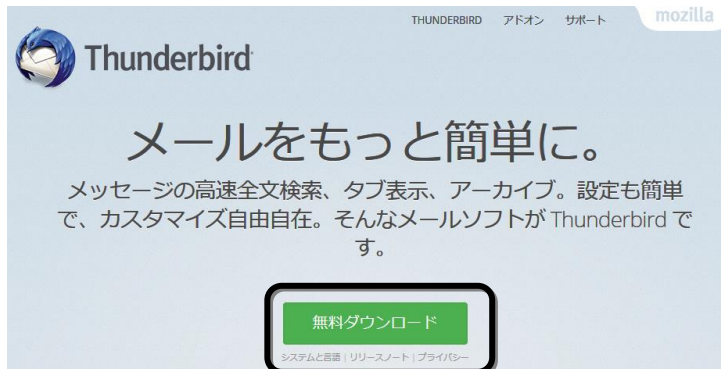 THUNDERBIRD アドオン サポート mozilla
Thunderbird
メールをもっと簡単に。
メッセージの高速全文検索、タブ表示、アーカイブ。設定も簡単
で、カスタマイズ自由自在。そんなメールソフトが Thunderbird で
す。
無料ダウンロード
システムと言語 | リリースノート | プライバシー